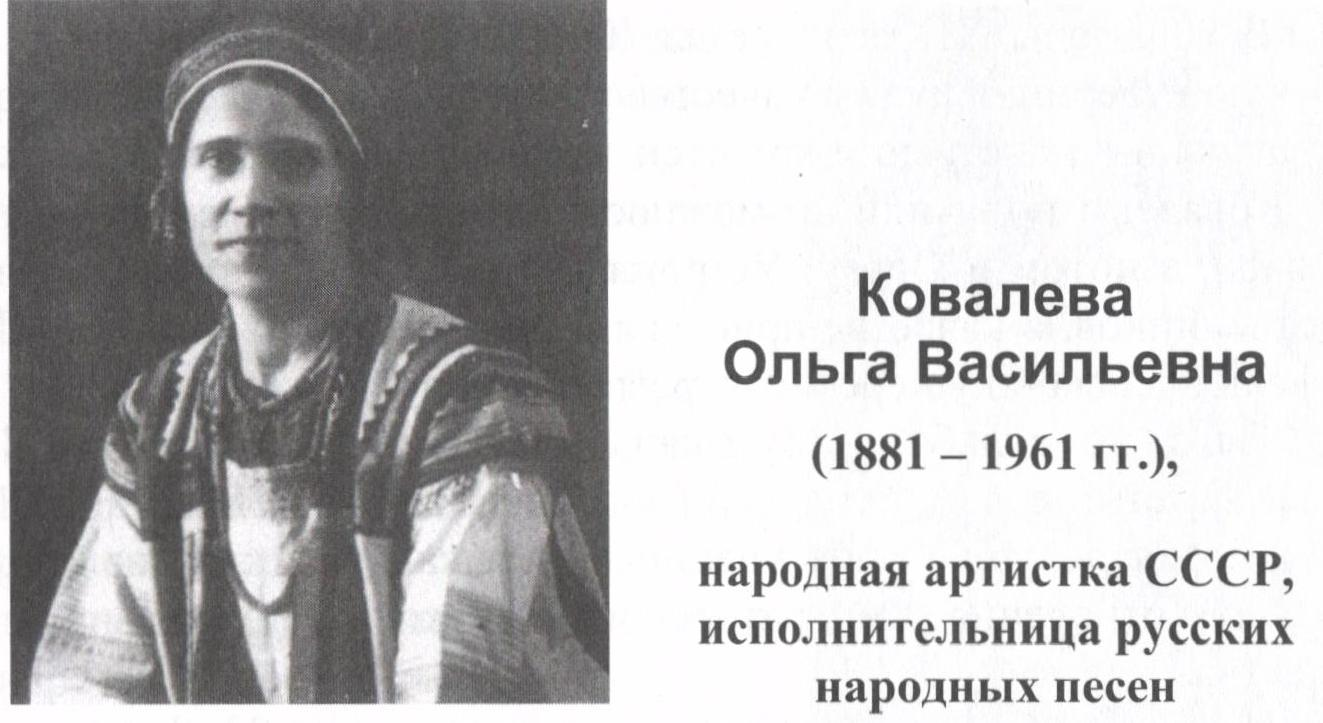 Ковалева
Ольга Васильевна
(1881 – 1961 гг.),
народная артистка СССР,
исполнительница русских
народных песен